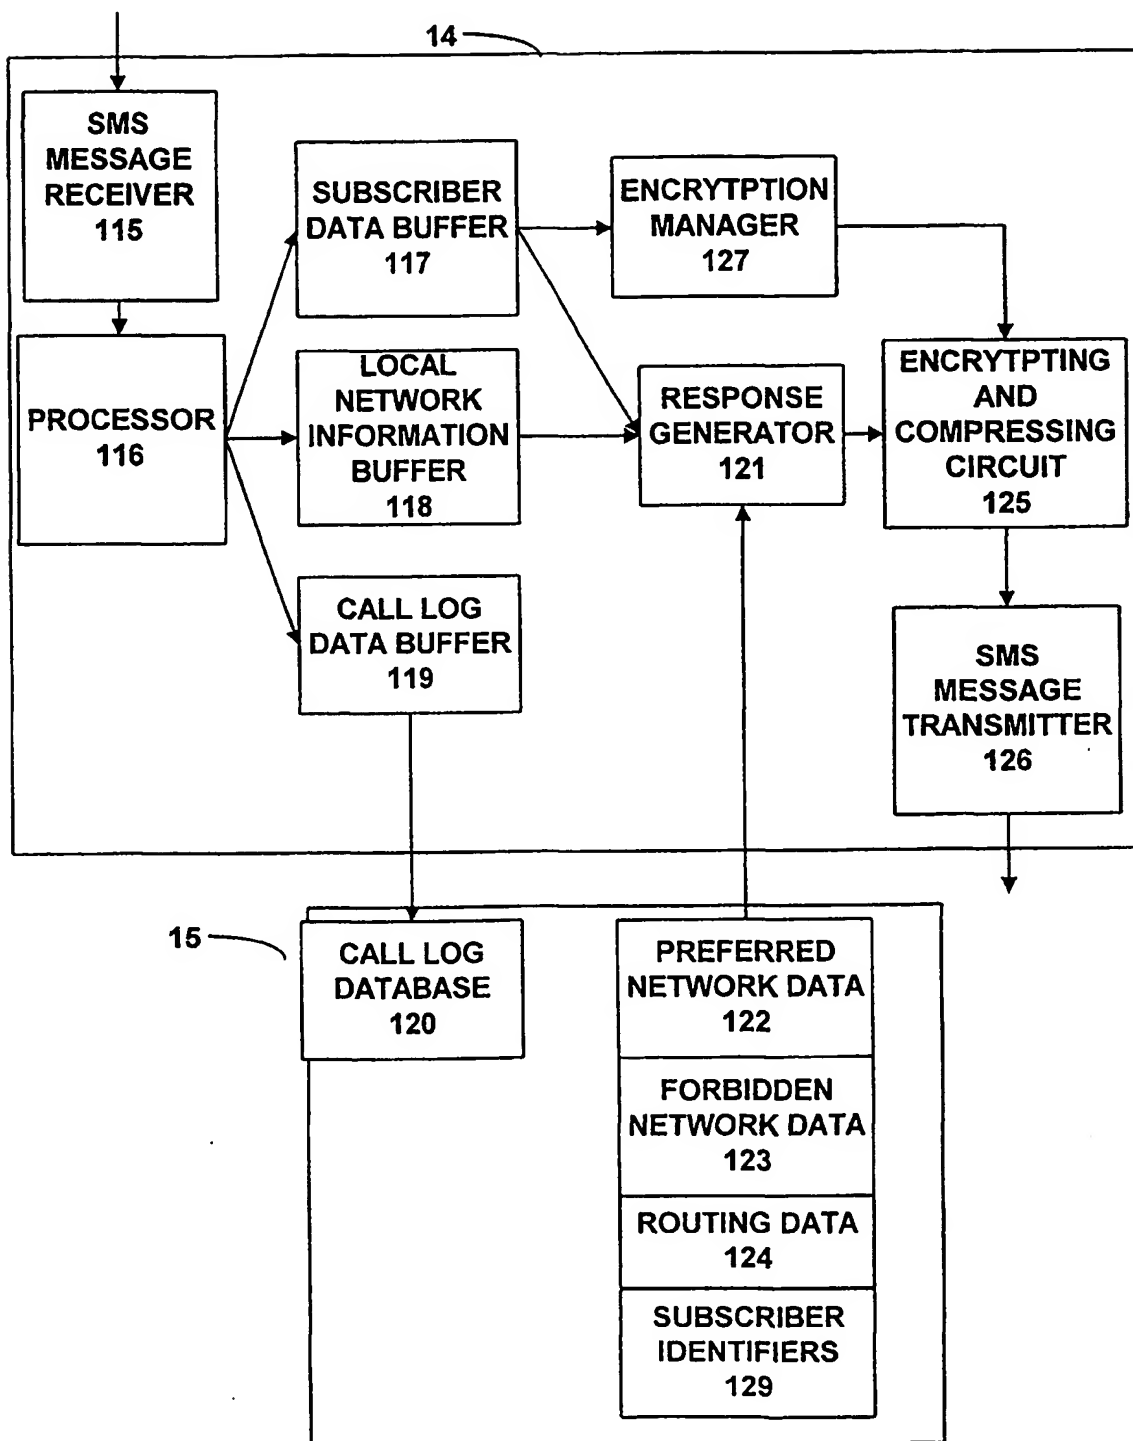 14
SMS
MESSAGE
RECEIVER
115
SUBSCRIBER
DATA BUFFER
117
ENCRYTPTION
MANAGER
127
PROCESSOR
116
LOCAL
NETWORK
INFORMATION
BUFFER
118
RESPONSE
GENERATOR
121
ENCRYTPTING
AND
COMPRESSING
CIRCUIT
125
CALL LOG
DATA BUFFER
119
SMS
MESSAGE
TRANSMITTER
126
15
CALL LOG
DATABASE
120
PREFERRED
NETWORK DATA
122
FORBIDDEN
NETWORK DATA
123
ROUTING DATA
124
SUBSCRIBER
IDENTIFIERS
129